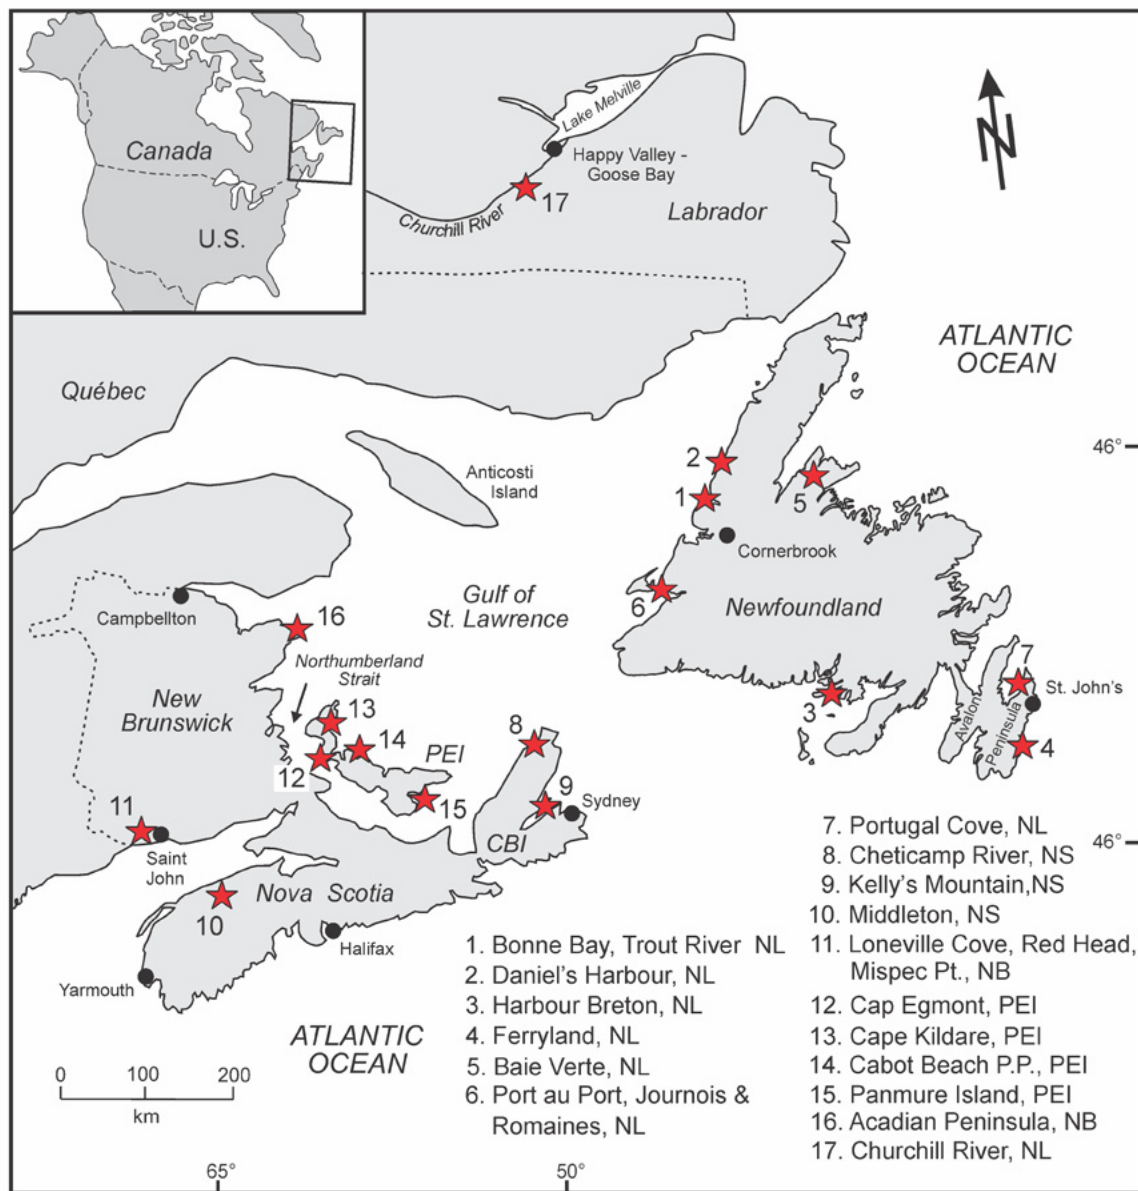 Canada
U.S.
Lake Melville
Happy Valley -
Goose Bay
17
Churchill River
Labrador
N
ATLANTIC
OCEAN
Québec
46°
2
1
5
Anticosti
Island
Cornerbrook
Gulf of
St. Lawrence
6
Newfoundland
Campbellton
16
Northumberland
Strait
7
St. John's
New
Brunswick
3
Avalon
Peninsula
4
13
14
PEI
8
12
15
9
Sydney
11
Saint
John
CBI
46°
10
Nova Scotia
Halifax
Yarmouth
ATLANTIC
OCEAN
0 100 200
km
1. Bonne Bay, Trout River NL
2. Daniel's Harbour, NL
3. Harbour Breton, NL
4. Ferryland, NL
5. Baie Verte, NL
6. Port au Port, Journois &
Romaines, NL
7. Portugal Cove, NL
8. Cheticamp River, NS
9. Kelly's Mountain,NS
10. Middleton, NS
11. Loneville Cove, Red Head,
Mispec Pt., NB
12. Cap Egmont, PEI
13. Cape Kildare, PEI
14. Cabot Beach P.P., PEI
15. Panmure Island, PEI
16. Acadian Peninsula, NB
17. Churchill River, NL
65°
50°